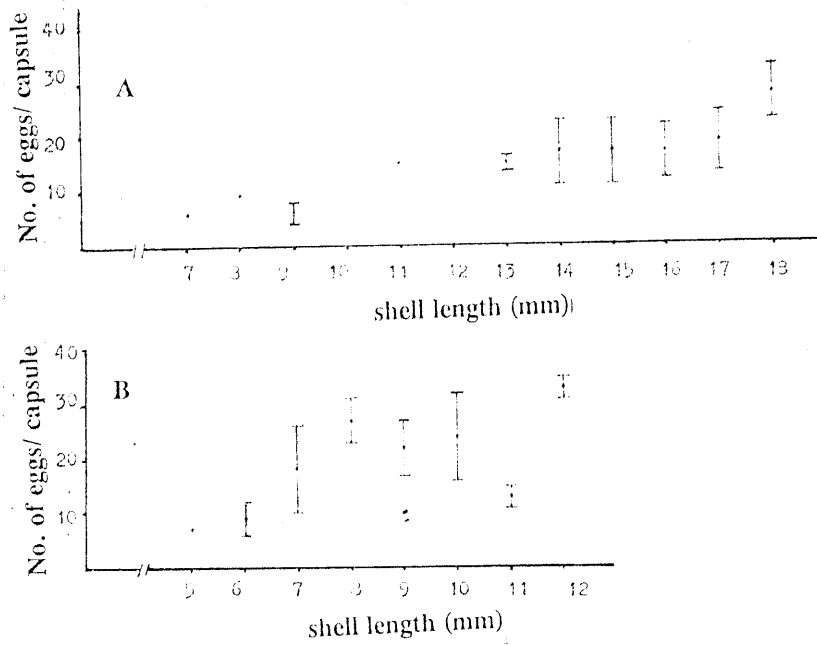 No. of eggs/ capsule
40
30
20
10
A
7 8 9 10 11 12 13 14 15 16 17 18
shell length (mm)
No. of eggs/ capsule
40
30
20
10
B
5 6 7 8 9 10 11 12
shell length (mm)